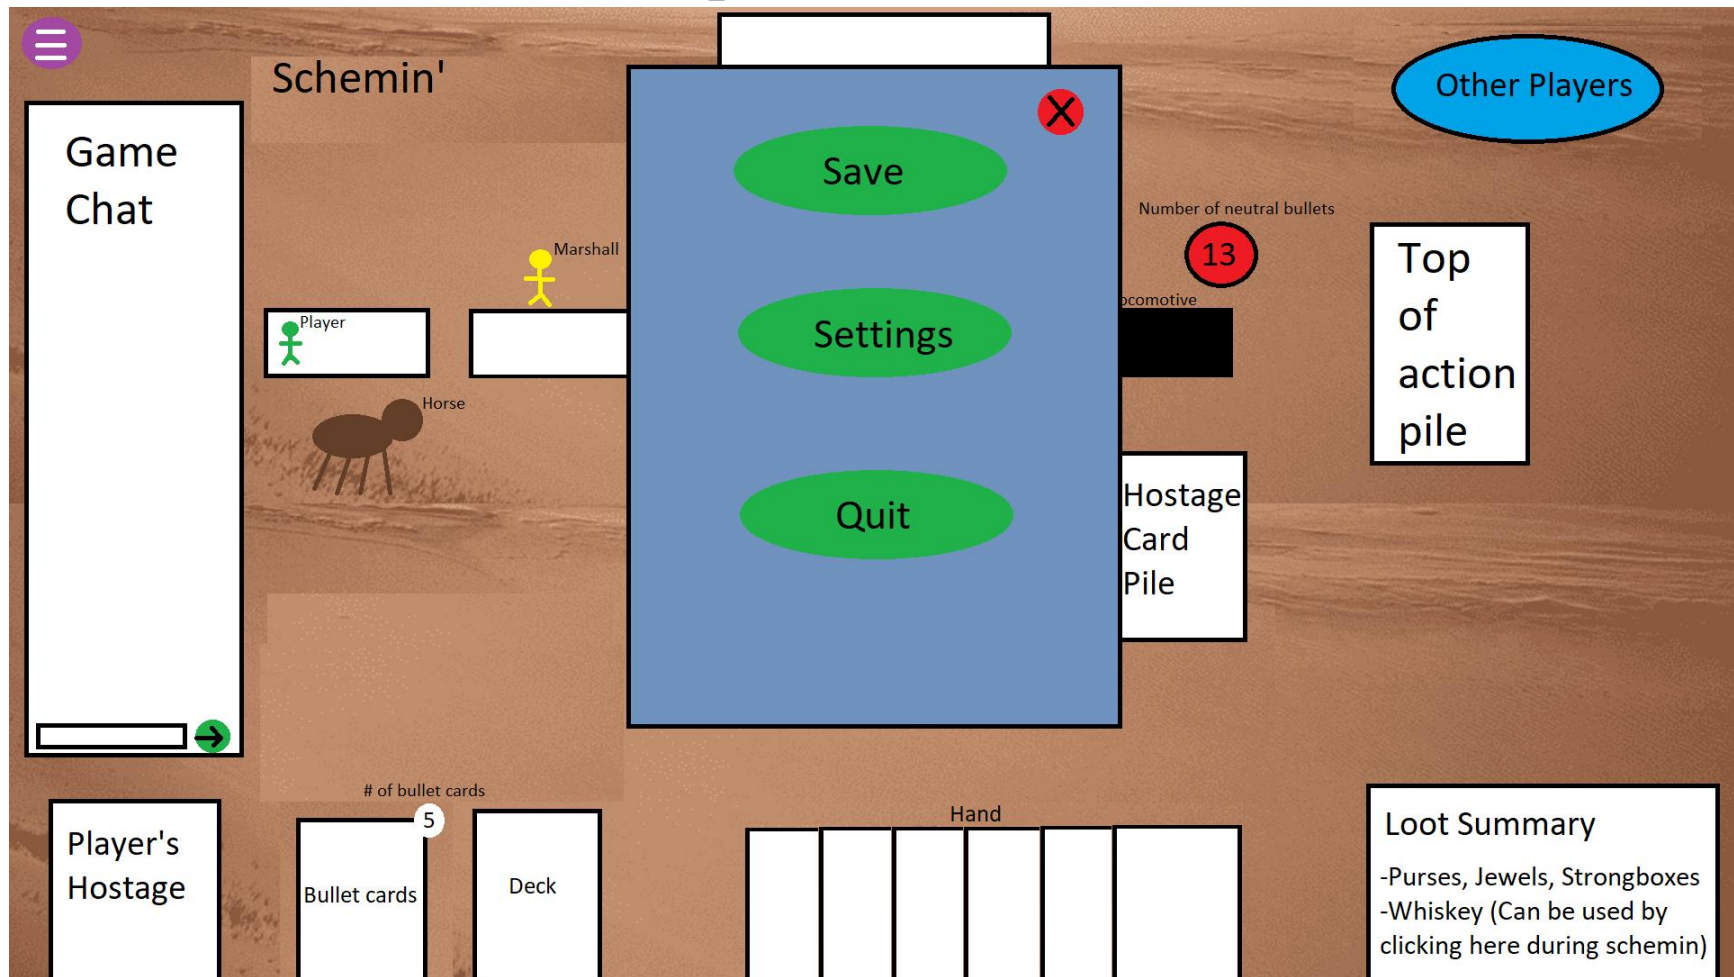 Schemin'
Other Players
Game
Chat
Save
Settings
Quit
Marshall
Player
Horse
Number of neutral bullets
13
ocomotive
Top
of
action
pile
Hostage
Card
Pile
# of bullet cards
5
Player's
Hostage
Bullet cards
Deck
Hand
Loot Summary
-Purses, Jewels, Strongboxes
-Whiskey (Can be used by
clicking here during schemin)